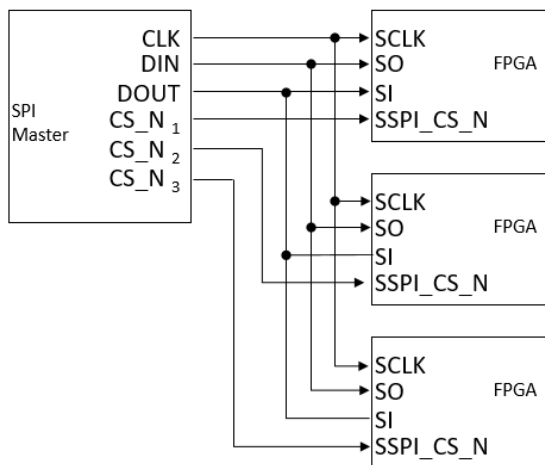 SPI
Master
CLK
DIN
DOUT
CS_N 1
CS_N 2
CS_N 3
SCLK
SO
SI
SSPI_CS_N
FPGA
SCLK
SO
SI
SSPI_CS_N
FPGA
SCLK
SO
SI
SSPI_CS_N
FPGA